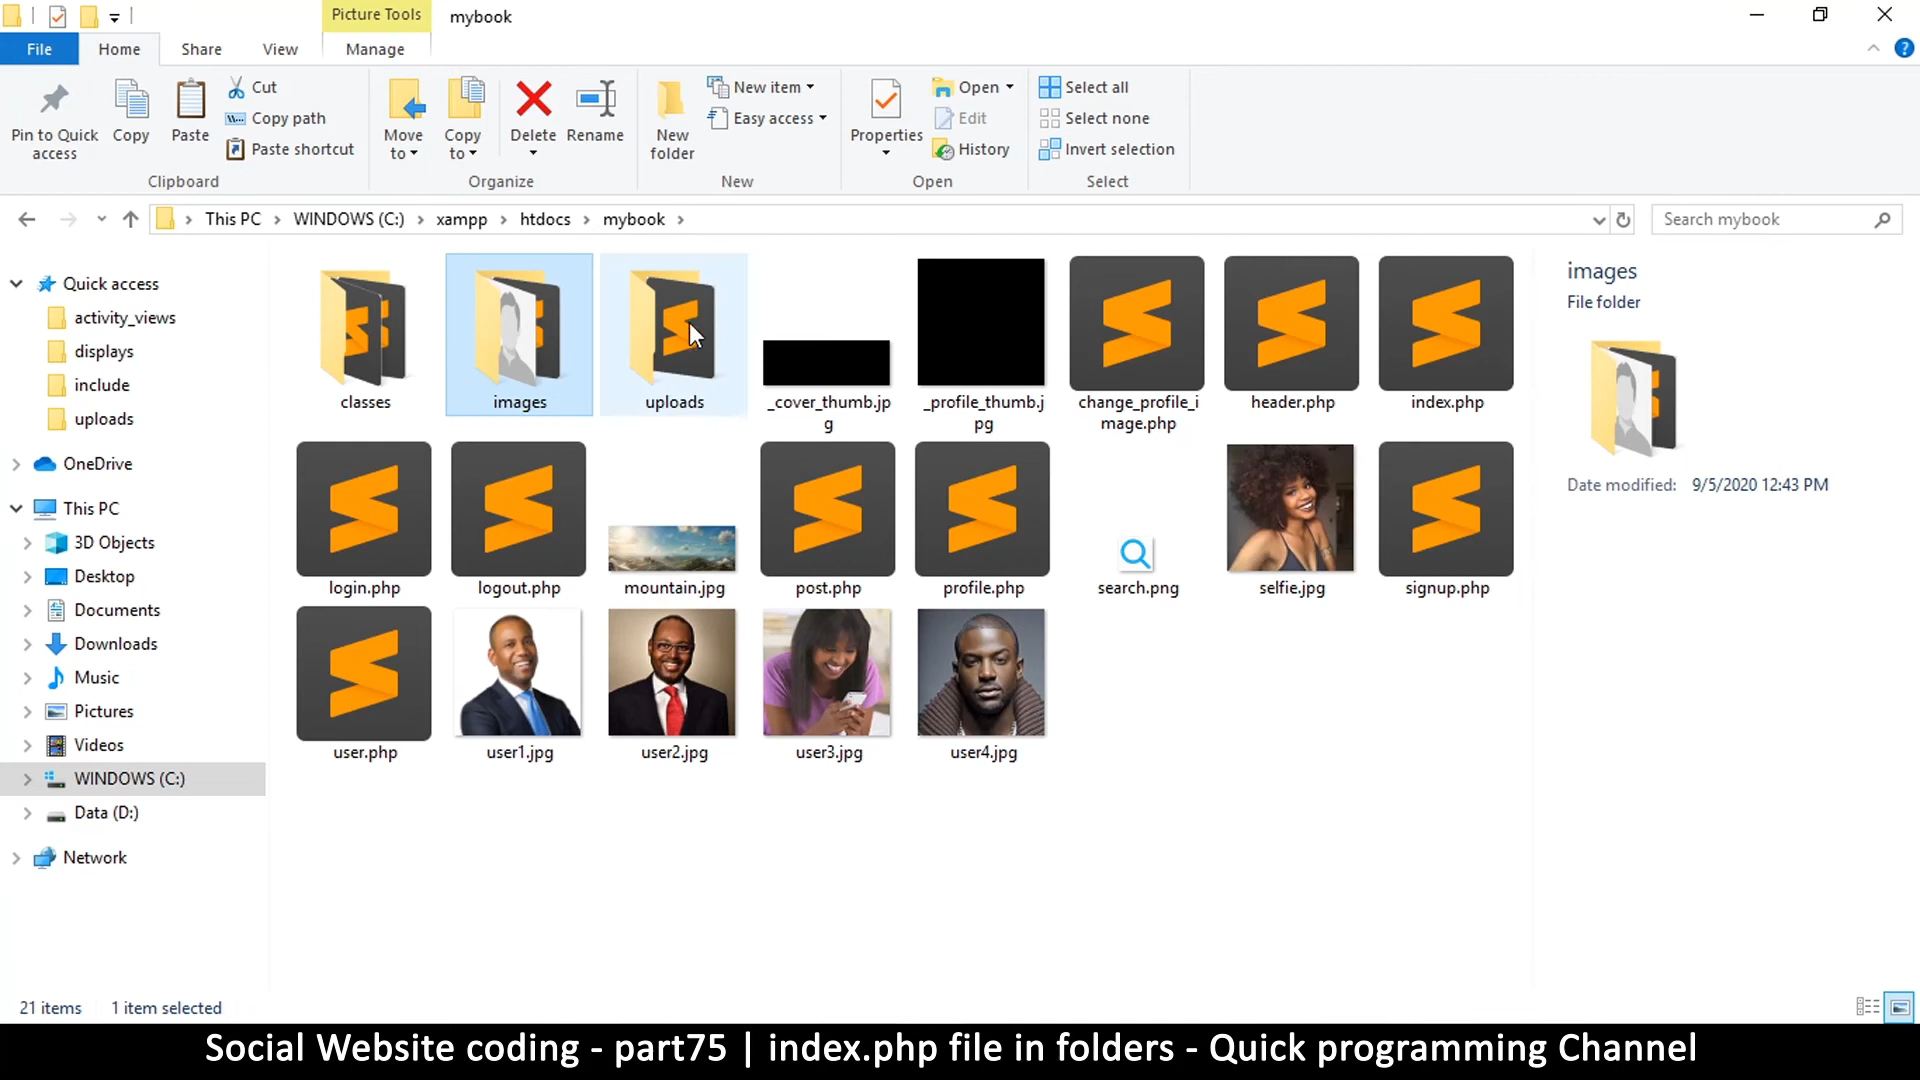 Picture Tools
mybook
File
Home
Share
View
Manage
Pin to Quick
access
Copy
Paste
Cut
Copy path
Paste shortcut
Clipboard
Move
to
Copy
to
Delete
Rename
Organize
New
folder
New item
Easy access
New
Properties
Open
Edit
History
Open
Select all
Select none
Invert selection
Select
This PC
WINDOWS (C:)
xampp
htdocs
mybook
Search mybook
Quick access
activity_views
displays
include
uploads
OneDrive
This PC
3D Objects
Desktop
Documents
Downloads
Music
Pictures
Videos
WINDOWS (C:)
Data (D:)
Network
classes
images
uploads
_cover_thumb.jp
g
_profile_thumb.j
pg
change_profile_i
mage.php
header.php
index.php
login.php
logout.php
mountain.jpg
post.php
profile.php
search.png
selfie.jpg
signup.php
user.php
user1.jpg
user2.jpg
user3.jpg
user4.jpg
images
File folder
Date modified: 9/5/2020 12:43 PM
21 items
1 item selected
Social Website coding - part75 | index.php file in folders - Quick programming Channel